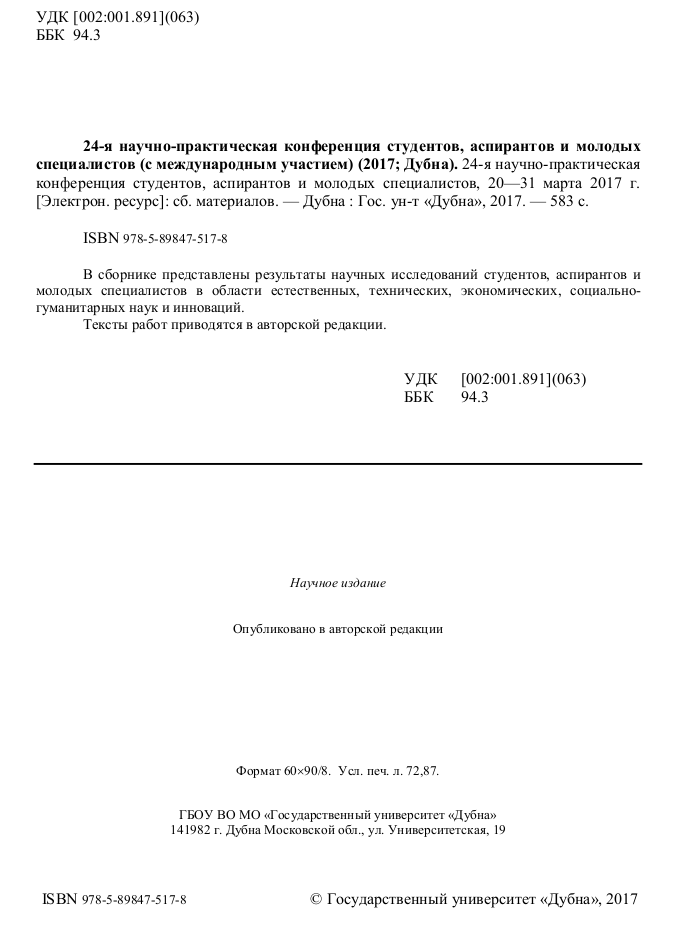 УДК [002:001.891](063)
ББК 94.3
24-я научно-практическая конференция студентов, аспирантов и молодых
специалистов (с международным участием) (2017; Дубна). 24-я научно-практическая
конференция студентов, аспирантов и молодых специалистов, 20—31 марта 2017 г.
[Электрон. ресурс]: сб. материалов. — Дубна : Гос. ун-т «Дубна», 2017. — 583 с.
ISBN 978-5-89847-517-8
В сборнике представлены результаты научных исследований студентов, аспирантов и
молодых специалистов в области естественных, технических, экономических, социально-
гуманитарных наук и инноваций.
Тексты работ приводятся в авторской редакции.
УДК [002:001.891](063)
ББК 94.3
Научное издание
Опубликовано в авторской редакции
Формат 60×90/8. Усл. печ. л. 72,87.
ГБОУ ВО МО «Государственный университет «Дубна»
141982 г. Дубна Московской обл., ул. Университетская, 19
ISBN 978-5-89847-517-8 © Государственный университет «Дубна», 2017